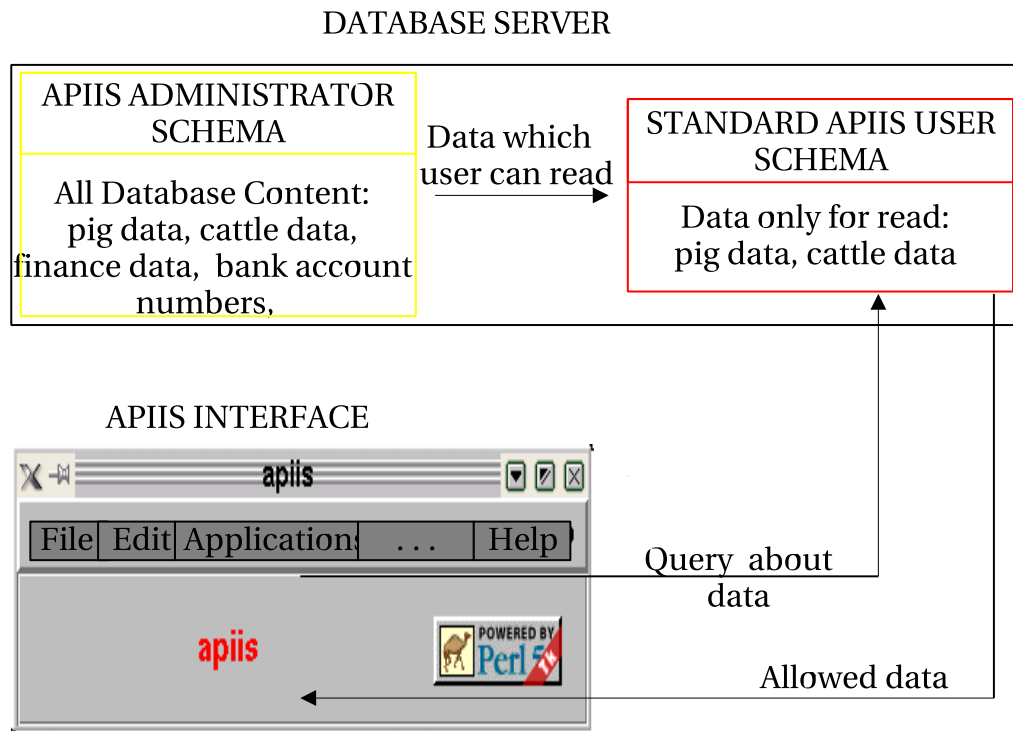 DATABASE SERVER
APIIS ADMINISTRATOR
SCHEMA
All Database Content:
pig data, cattle data,
finance data, bank account
numbers,
Data which
user can read
STANDARD APIIS USER
SCHEMA
Data only for read:
pig data, cattle data
APIIS INTERFACE
apiis
File Edit Applications . . . Help
Query about
data
apiis
POWERED BY
Perl 5
Tk
Allowed data